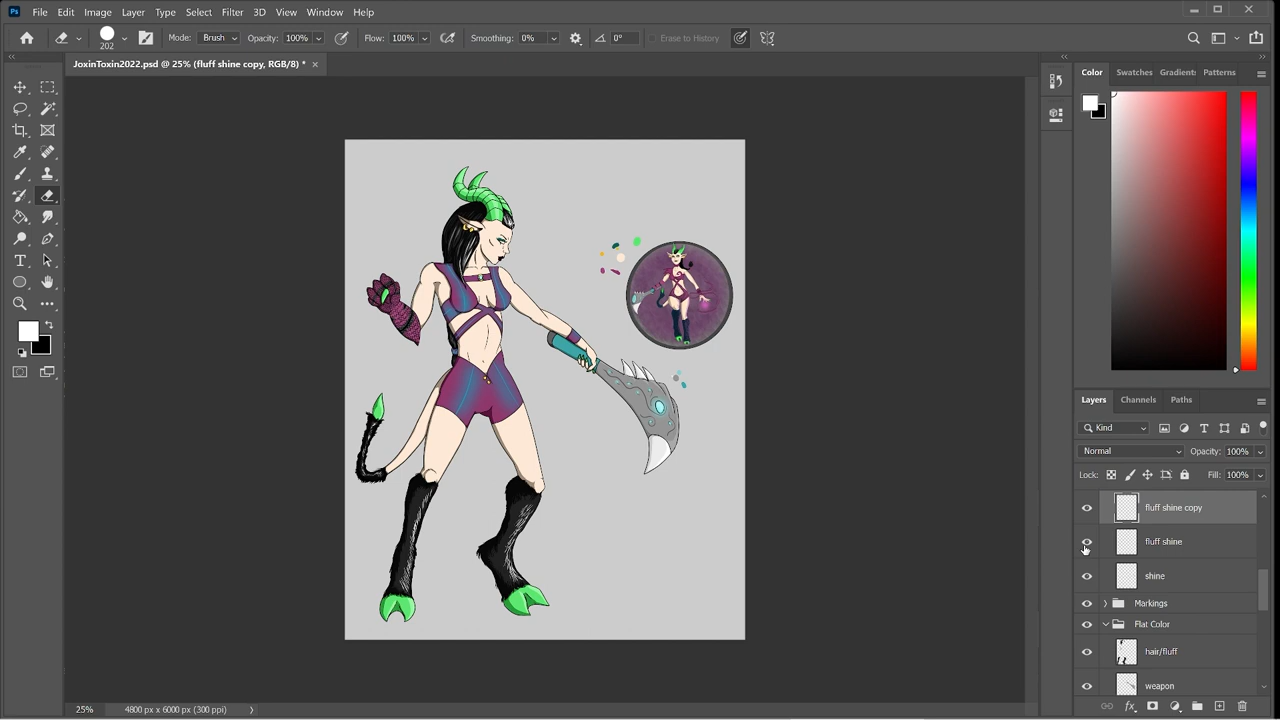 Ps File Edit Image Layer Type Select Filter 3D View Window Help
202 Mode: Brush Opacity: 100% Flow: 100% Smoothing: 0% 0° Erase to History
JoxinToxin2022.psd @ 25% (fluff shine copy, RGB/8) * ×
Color Swatches Gradient Patterns
Layers Channels Paths
Kind
Normal Opacity: 100%
Lock: Fill: 100%
fluff shine copy
fluff shine
shine
Markings
Flat Color
hair/fluff
weapon
25% 4800 px x 6000 px (300 ppi)